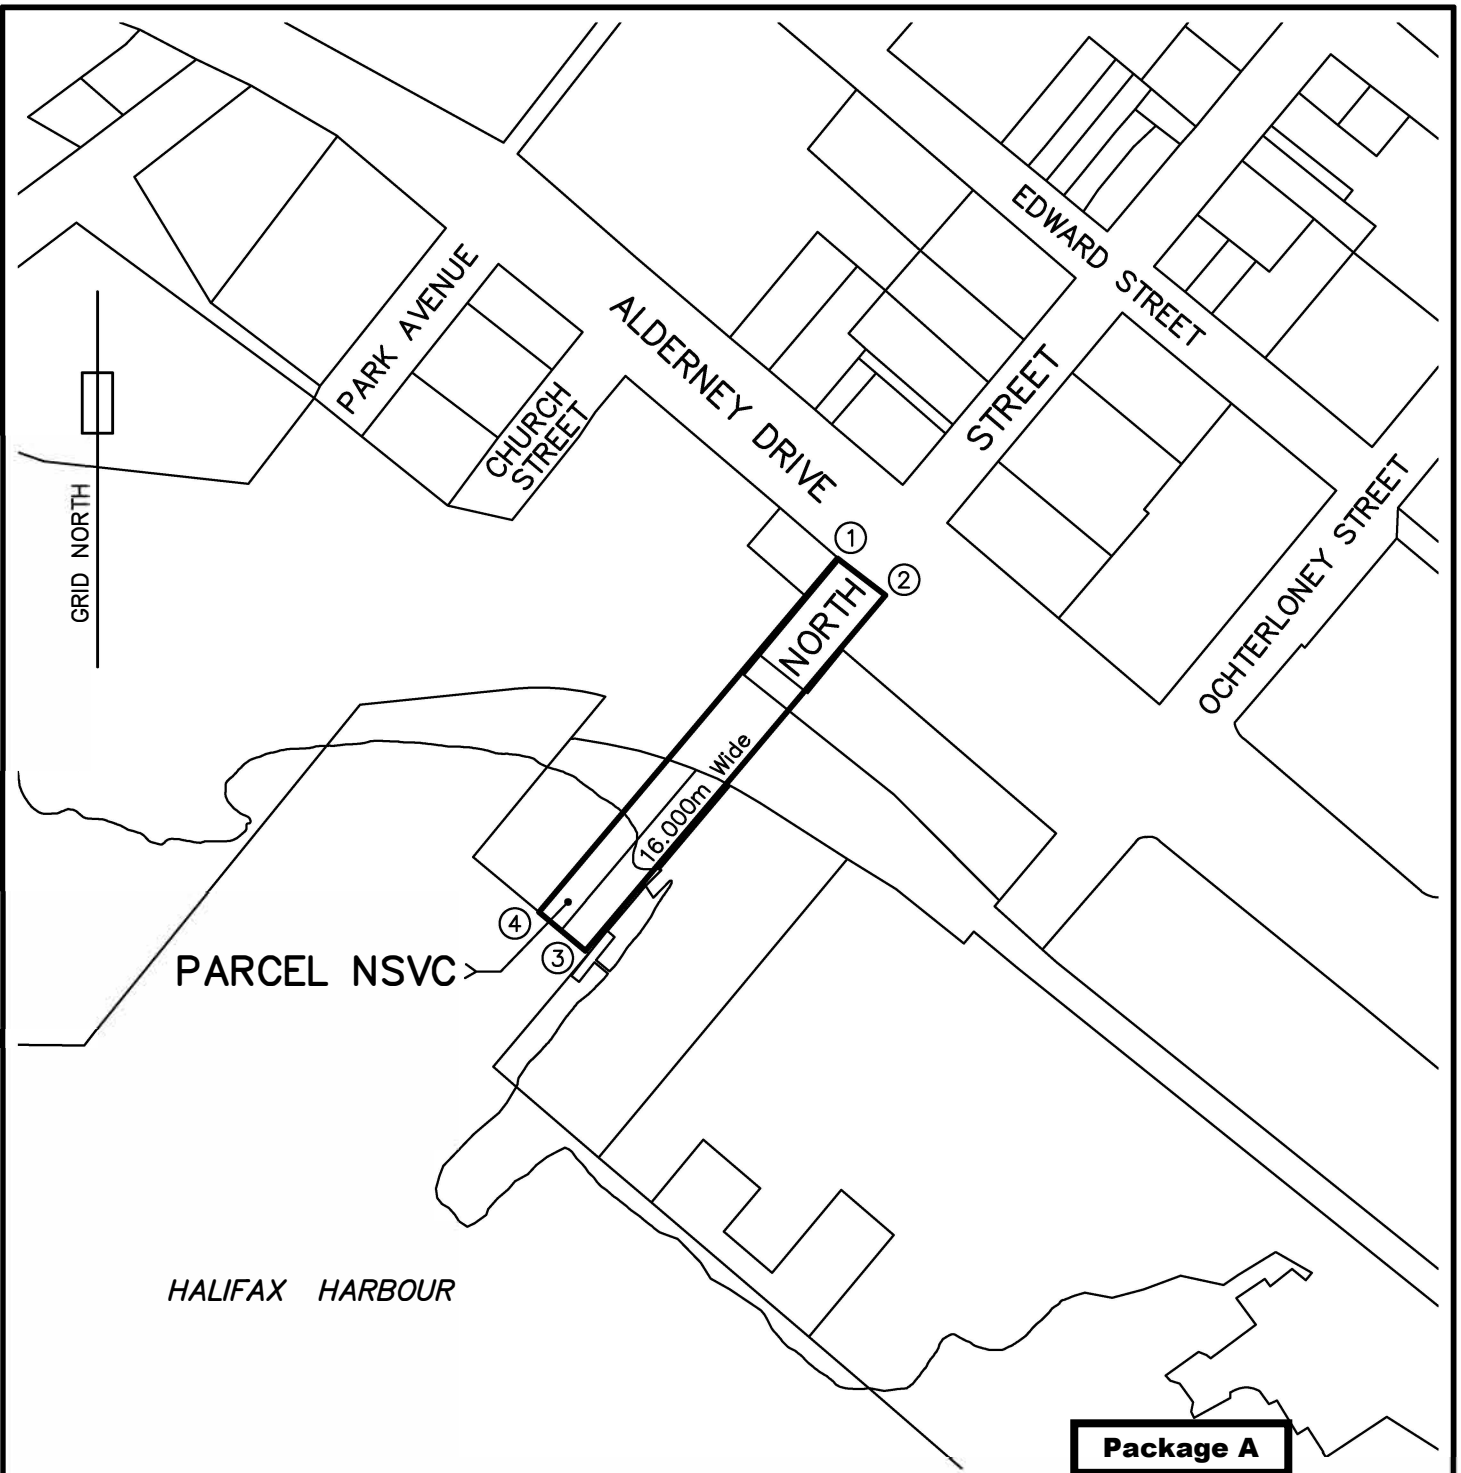 EDWARD STREET
PARK AVENUE
ALDERNEY DRIVE
STREET
CHURCH
STREET
OCHTERLONEY STREET
GRID NORTH
1
2
NORTH
16.000m Wide
4
3
PARCEL NSVC
HALIFAX HARBOUR
Package A